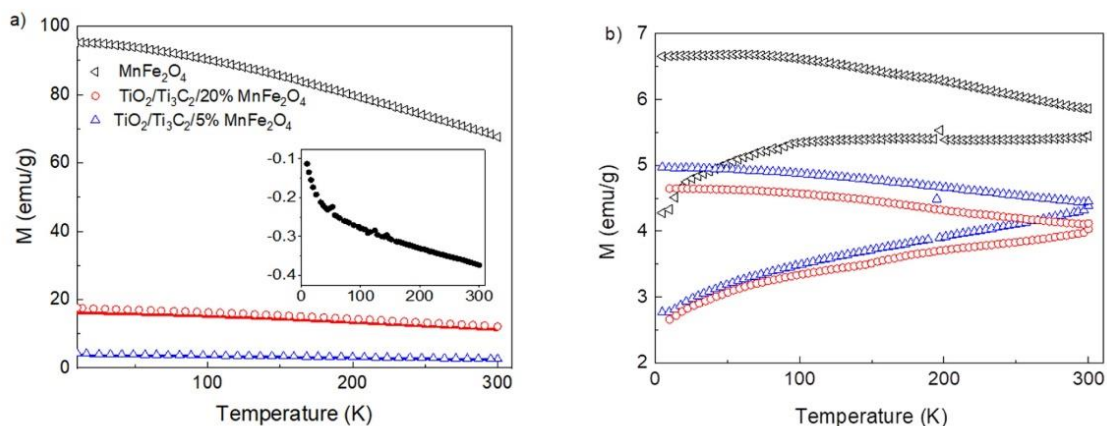 a)
100
80
60
40
20
0
M (emu/g)
MnFe₂O₄
TiO₂/Ti₃C₂/20% MnFe₂O₄
TiO₂/Ti₃C₂/5% MnFe₂O₄
-0.1
-0.2
-0.3
-0.4
0 100 200 300
100 200 300
Temperature (K)
b)
7
6
5
4
3
2
M (emu/g)
0 100 200 300
Temperature (K)